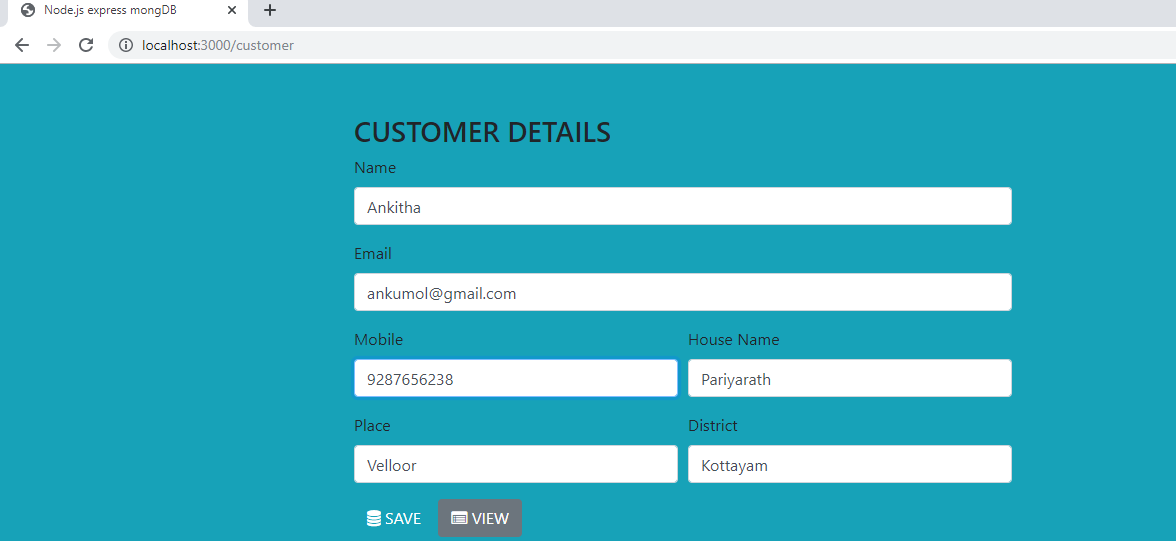 Node.js express mongDB
localhost:3000/customer
CUSTOMER DETAILS
Name
Ankitha
Email
ankumol@gmail.com
Mobile House Name
9287656238 Pariyarath
Place District
Velloor Kottayam
SAVE VIEW